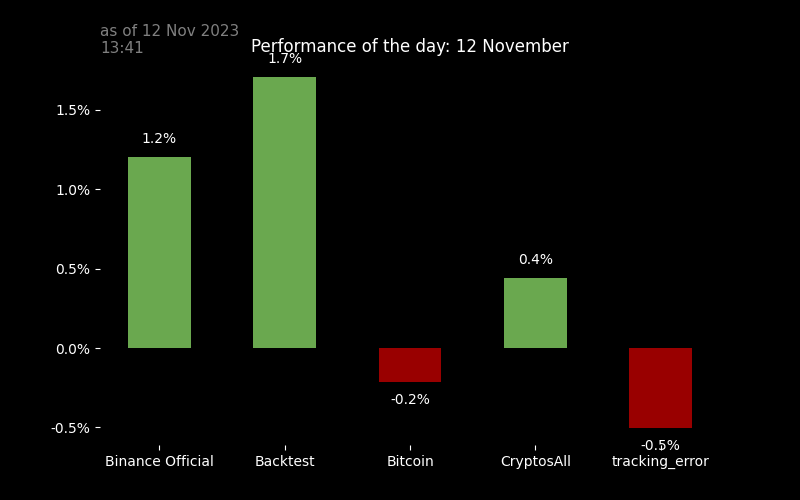 as of 12 Nov 2023
13:41
Performance of the day: 12 November
1.7%
1.5%
1.2%
1.0%
0.5%
0.4%
0.0%
-0.2%
-0.5%
-0.5%
Binance Official
Backtest
Bitcoin
CryptosAll
tracking_error